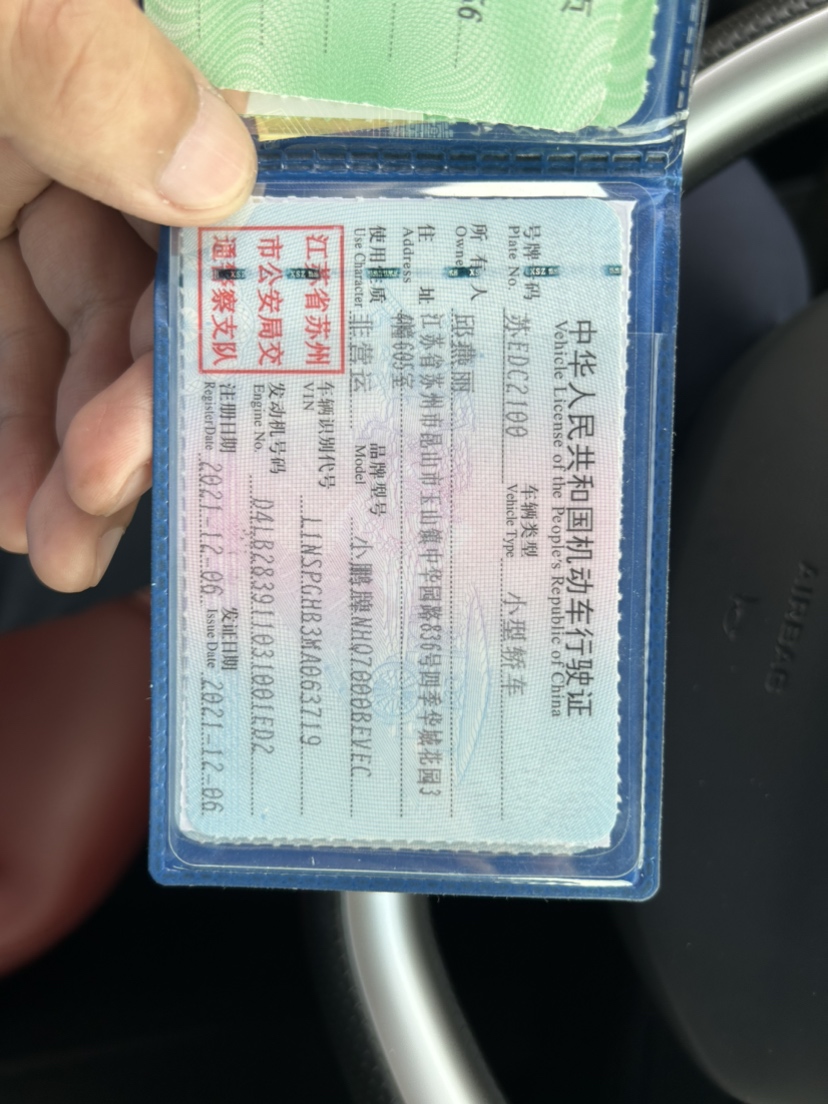 中华人民共和国机动车行驶证
Vehicle License of the People's Republic of China
号牌号码 苏EDC2100 车辆类型 小型轿车
Plate No. Vehicle Type
所有人 邱燕丽
Owner
住址 江苏省苏州市昆山市玉山镇中华园路836号四季华城花园3
Address 605室
使用性质 非营运 品牌型号 小鹏牌NHQ7000BEVEC
Use Character Model
江苏省苏州
市公安局交
通警察支队
车辆识别代号 L1NSPGHB3MA063719
VIN
发动机号码 D4LB283911031001ED2
Engine No.
注册日期 2021-12-06 发证日期 2021-12-06
Register Date Issue Date
AIRBAG